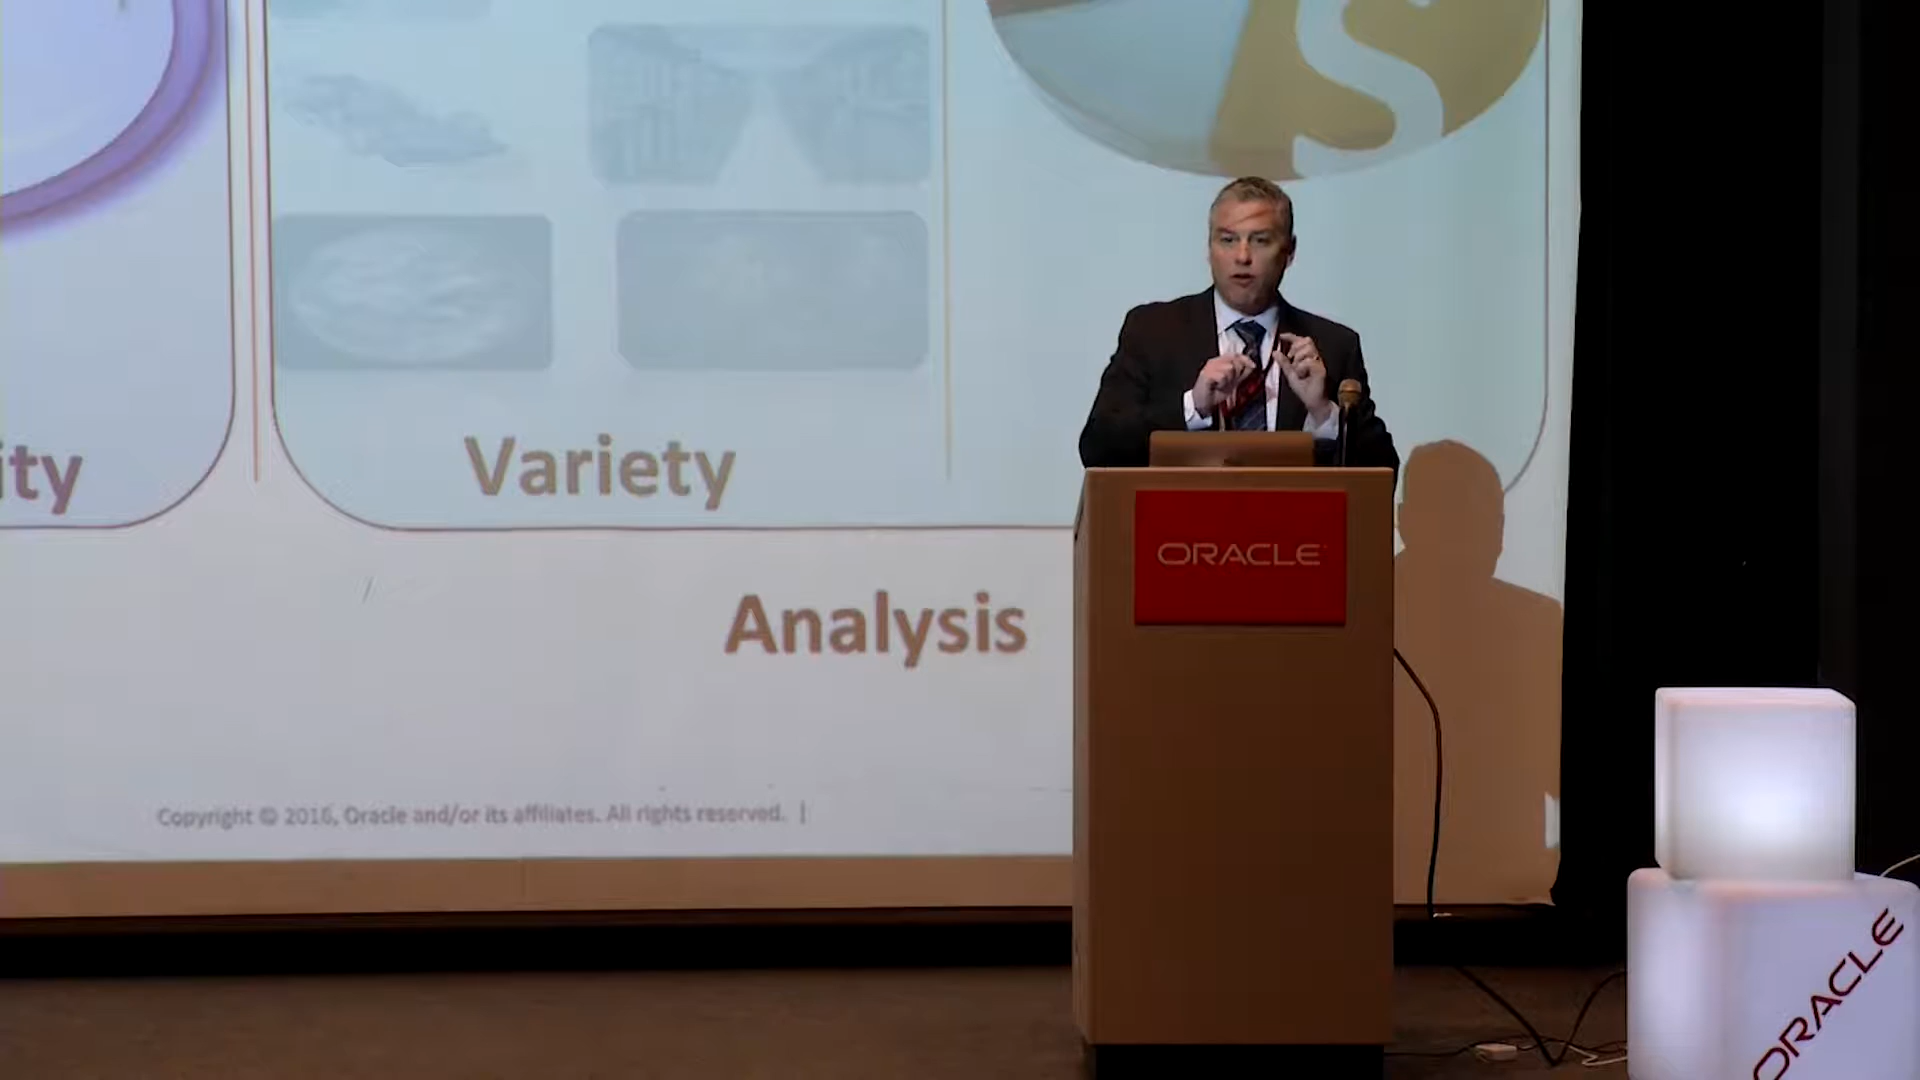 ity
Variety
Analysis
ORACLE
Copyright © 2016, Oracle and/or its affiliates. All rights reserved. |
ORACLE